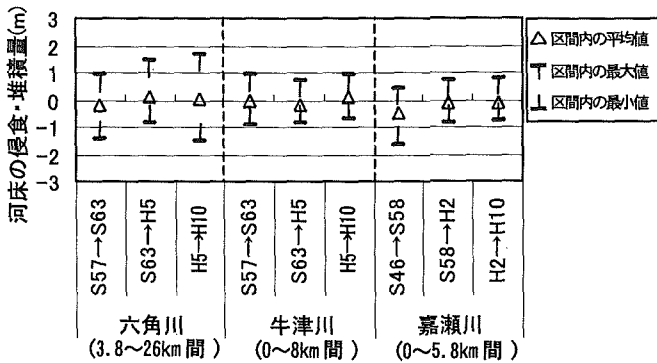 河床の侵食・堆積量(m)
3
2
1
0
-1
-2
-3
区間内の平均値
区間内の最大値
区間内の最小値
S57→S63
S63→H5
H5→H10
S57→S63
S63→H5
H5→H10
S46→S58
S58→H2
H2→H10
六角川
(3.8～26km間)
牛津川
(0～8km間)
嘉瀬川
(0～5.8km間)